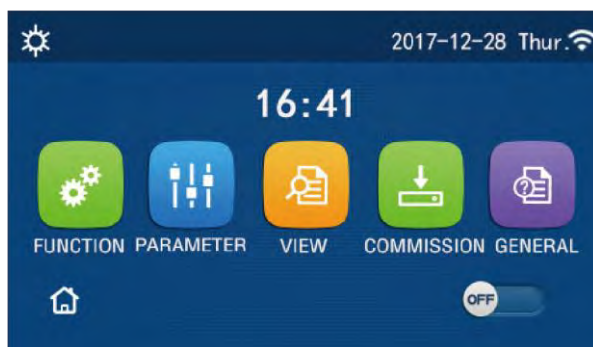 2017-12-28 Thur.
16:41
FUNCTION PARAMETER VIEW COMMISSION GENERAL
OFF